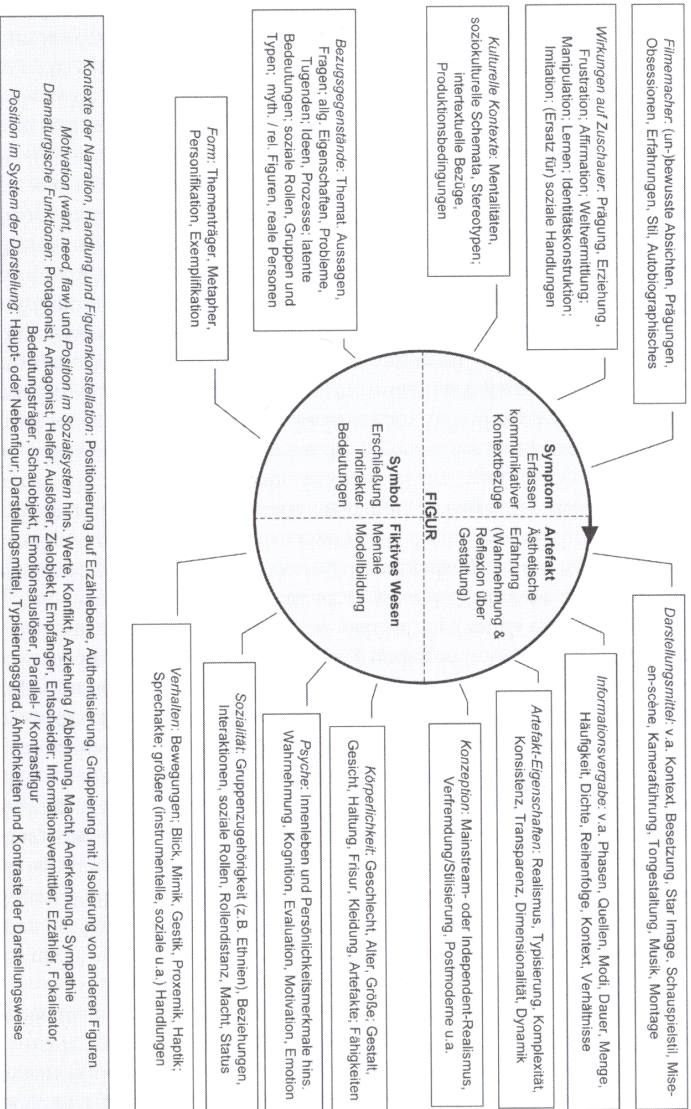 Filmemacher: (un-)bewusste Absichten, Prägungen,
Obsessionen, Erfahrungen, Stil, Autobiographisches
Wirkungen auf Zuschauer: Prägung, Erziehung,
Frustration; Affirmation; Weltvermittlung;
Manipulation; Lernen; Identitätskonstruktion;
Imitation; (Ersatz für) soziale Handlungen
Kulturelle Kontexte: Mentalitäten,
soziokulturelle Schemata, Stereotypen;
intertextuelle Bezüge,
Produktionsbedingungen
Bezugsgegenstände: Themat. Aussagen,
Fragen; allg. Eigenschaften, Probleme,
Tugenden; Ideen, Prozesse; latente
Bedeutungen; soziale Rollen, Gruppen und
Typen; myth. / rel. Figuren, reale Personen
Form: Thementräger, Metapher,
Personifikation, Exemplifikation
Symptom
Erfassen
kommunikativer
Kontextbezüge
Artefakt
Ästhetische
Erfahrung
(Wahrnehmung &
Reflexion über
Gestaltung)
FIGUR
Symbol
Erschließung
indirekter
Bedeutungen
Fiktives Wesen
Mentale
Modellbildung
Darstellungsmittel: v.a. Kontext, Besetzung, Star Image, Schauspielstil, Mise-
en-scène, Kameraführung, Tongestaltung, Musik, Montage
Informationsvergabe: v.a. Phasen, Quellen, Modi, Dauer, Menge,
Häufigkeit, Dichte, Reihenfolge, Kontext, Verhältnisse
Artefakt-Eigenschaften: Realismus, Typisierung, Komplexität,
Konsistenz, Transparenz, Dimensionalität, Dynamik
Konzeption: Mainstream- oder Independent-Realismus,
Verfremdung/Stilisierung, Postmoderne u.a.
Körperlichkeit: Geschlecht, Alter, Größe; Gestalt,
Gesicht, Haltung, Frisur, Kleidung, Artefakte; Fähigkeiten
Psyche: Innenleben und Persönlichkeitsmerkmale hins.
Wahrnehmung, Kognition, Evaluation, Motivation, Emotion
Sozialität: Gruppenzugehörigkeit (z.B. Ethnien), Beziehungen,
Interaktionen, soziale Rollen, Rollendistanz, Macht, Status
Verhalten: Bewegungen; Blick, Mimik, Gestik, Proxemik, Haptik;
Sprechakte; größere (instrumentelle, soziale u.a.) Handlungen
Kontexte der Narration, Handlung und Figurenkonstellation: Positionierung auf Erzählebene, Authentisierung, Gruppierung mit / Isolierung von anderen Figuren
Motivation (want, need, flaw) und Position im Sozialsystem hins. Werte, Konflikt, Anziehung / Ablehnung, Macht, Anerkennung, Sympathie
Dramaturgische Funktionen: Protagonist, Antagonist, Helfer; Auslöser, Zielobjekt, Empfänger, Entscheider; Informationsvermittler, Erzähler, Fokalisator,
Bedeutungsträger, Schauobjekt, Emotionsauslöser, Parallel- / Kontrastfigur
Position im System der Darstellung: Haupt- oder Nebenfigur; Darstellungsmittel, Typisierungsgrad, Ähnlichkeiten und Kontraste der Darstellungsweise